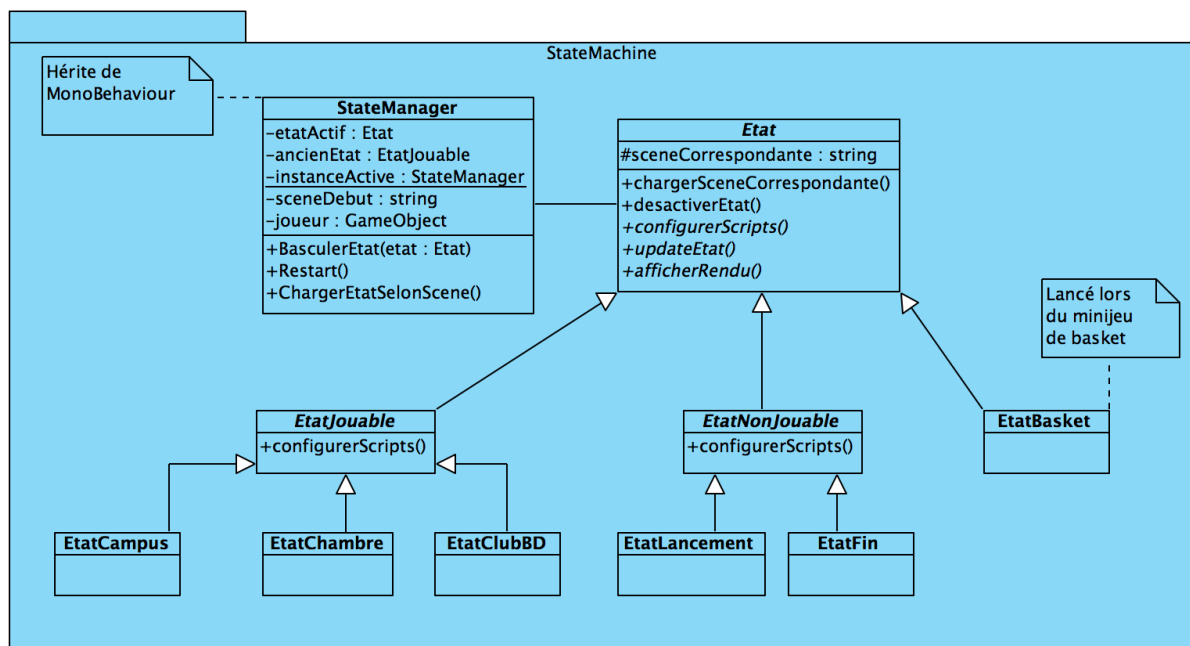 StateMachine
Hérite de
MonoBehaviour
StateManager
-etatActif : Etat
-ancienEtat : EtatJouable
-instanceActive : StateManager
-sceneDebut : string
-joueur : GameObject
+BasculerEtat(etat : Etat)
+Restart()
+ChargerEtatSelonScene()
Etat
#sceneCorrespondante : string
+chargerSceneCorrespondante()
+desactiverEtat()
+configurerScripts()
+updateEtat()
+afficherRendu()
Lancé lors
du minijeu
de basket
EtatJouable
+configurerScripts()
EtatNonJouable
+configurerScripts()
EtatBasket
EtatCampus
EtatChambre
EtatClubBD
EtatLancement
EtatFin